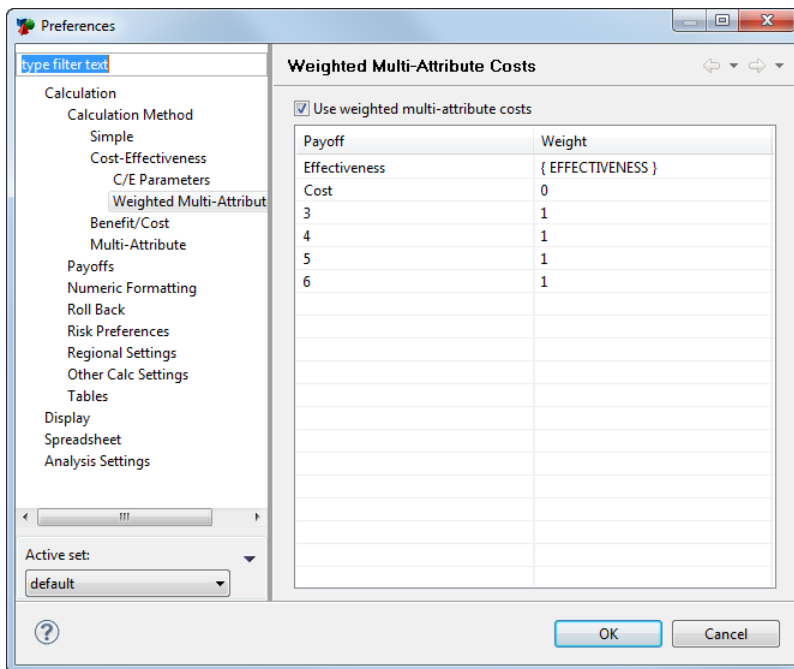 Preferences
type filter text
Calculation
Calculation Method
Simple
Cost-Effectiveness
C/E Parameters
Weighted Multi-Attribut
Benefit/Cost
Multi-Attribute
Payoffs
Numeric Formatting
Roll Back
Risk Preferences
Regional Settings
Other Calc Settings
Tables
Display
Spreadsheet
Analysis Settings
Active set:
default
Weighted Multi-Attribute Costs
Use weighted multi-attribute costs
Payoff Weight
Effectiveness { EFFECTIVENESS }
Cost 0
3 1
4 1
5 1
6 1
OK Cancel